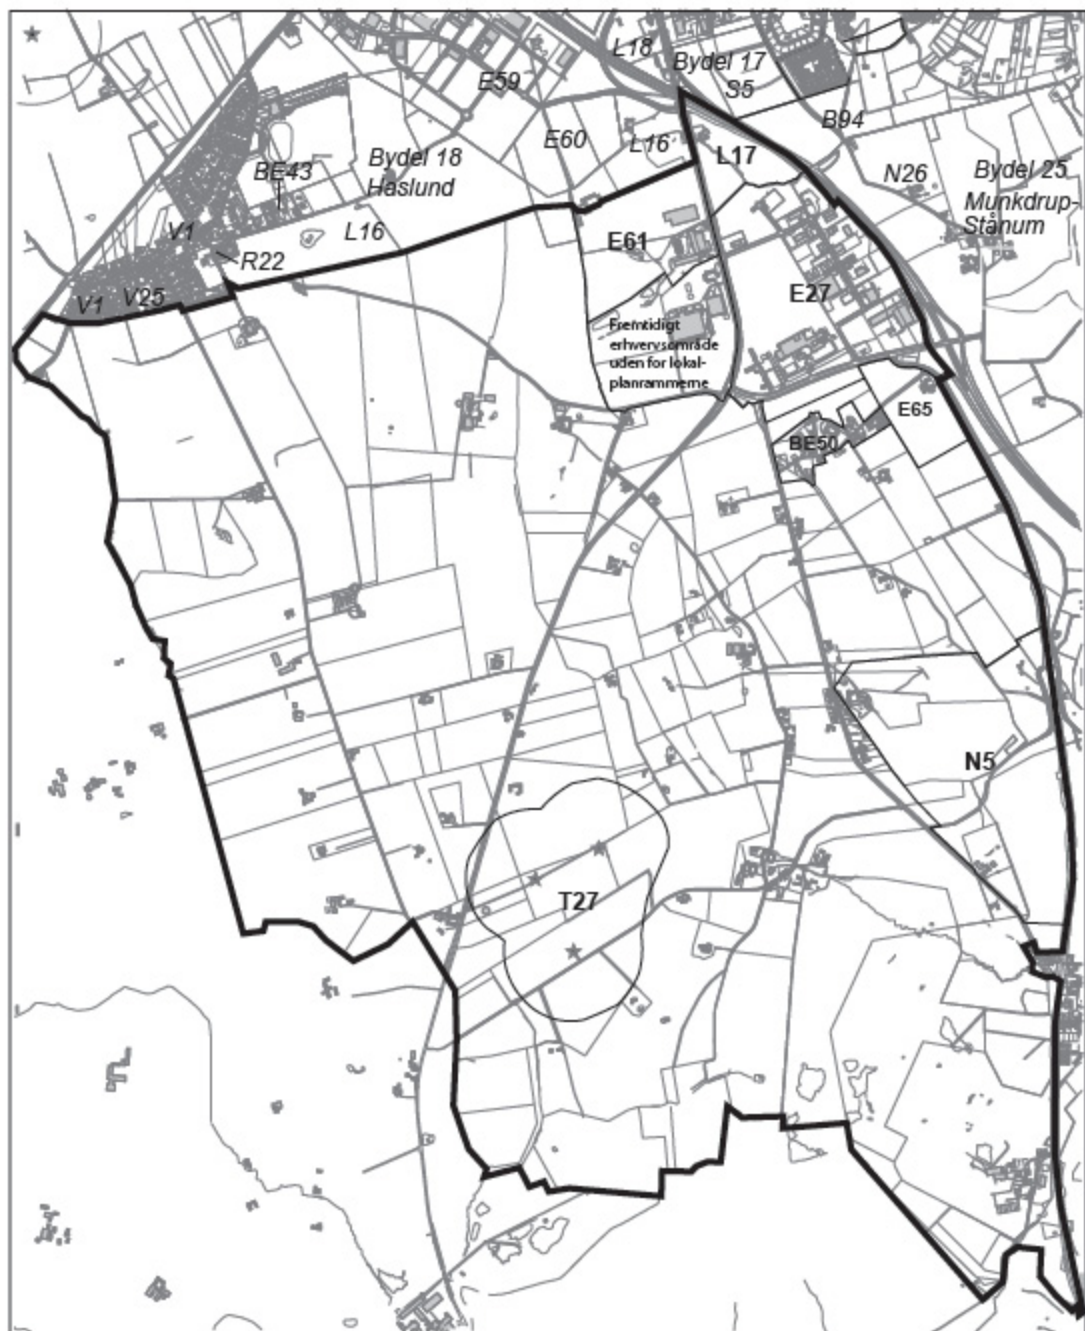 L18
Bydel 17
S5
E59
B94
E60
L16
L17
Bydel 18
Haslund
BE43
N26
Bydel 25
Munkdrup-
Stånum
V1
L16
R22
E61
E27
V1
V25
Fremtidigt
erhvervsområde
uden for lokal-
planrammerne
E65
BE50
N5
T27